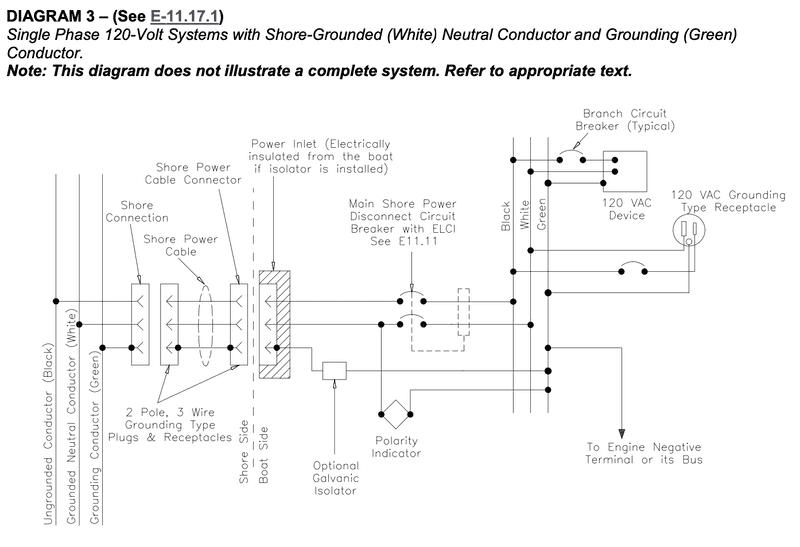 DIAGRAM 3 – (See E-11.17.1)
Single Phase 120-Volt Systems with Shore-Grounded (White) Neutral Conductor and Grounding (Green)
Conductor.
Note: This diagram does not illustrate a complete system. Refer to appropriate text.
Branch Circuit
Breaker (Typical)
Power Inlet (Electrically
insulated from the boat
if isolator is installed)
Shore Power
Cable Connector
120 VAC
Device
120 VAC Grounding
Type Receptacle
Shore
Connection
Main Shore Power
Disconnect Circuit
Breaker with ELCI
See E11.11
Black
White
Green
Shore Power
Cable
Ungrounded Conductor (Black)
Grounded Neutral Conductor (White)
Grounding Conductor (Green)
2 Pole, 3 Wire
Grounding Type
Plugs & Receptacles
Shore Side
Boat Side
Optional
Galvanic
Isolator
Polarity
Indicator
To Engine Negative
Terminal or its Bus